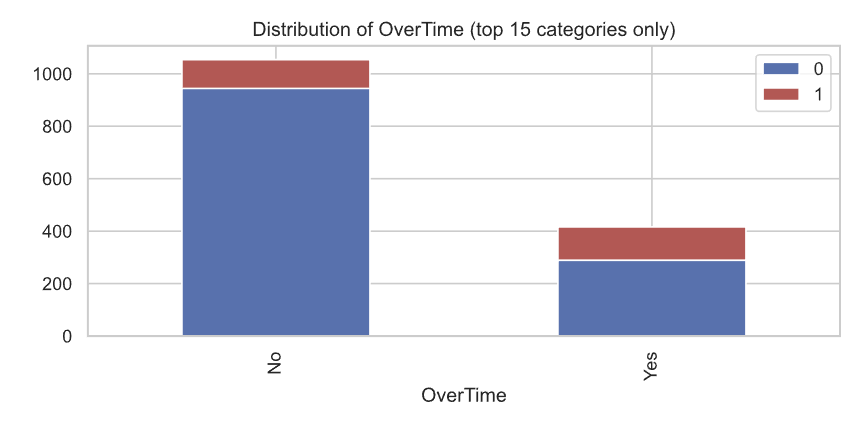 Distribution of OverTime (top 15 categories only)
0
1
1000
800
600
400
200
0
No
Yes
OverTime